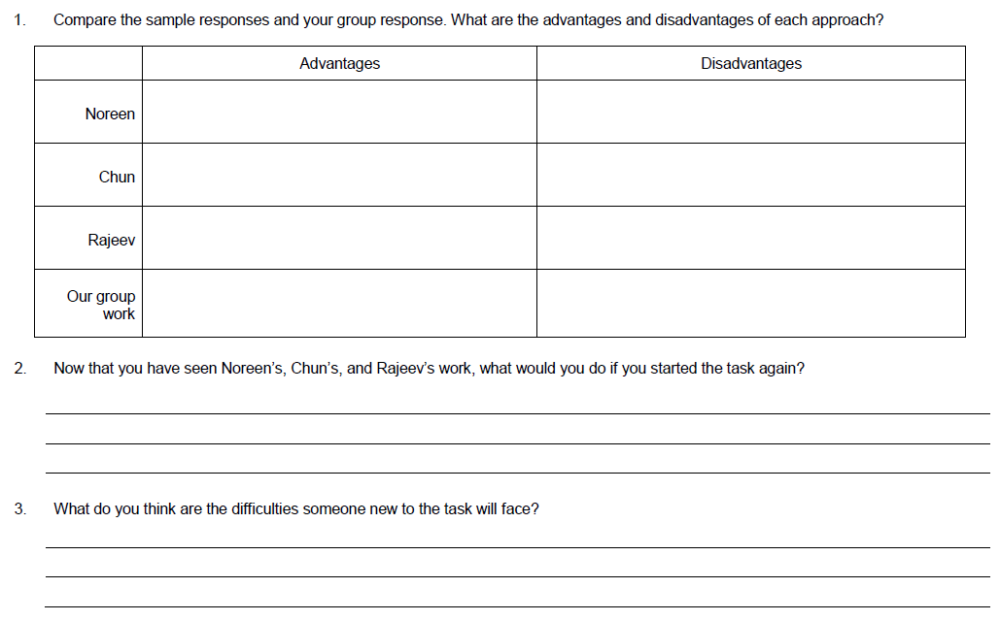 1. Compare the sample responses and your group response. What are the advantages and disadvantages of each approach?
Advantages Disadvantages
Noreen
Chun
Rajeev
Our group
work
2. Now that you have seen Noreen’s, Chun’s, and Rajeev’s work, what would you do if you started the task again?
3. What do you think are the difficulties someone new to the task will face?